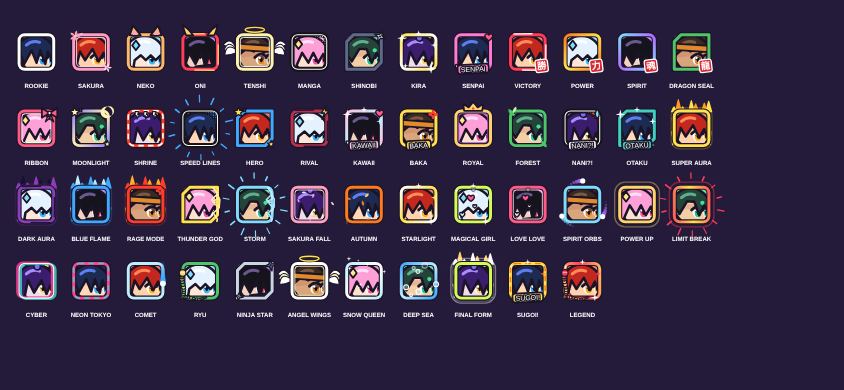 SENPAI
勝
力
魂
龍
ROOKIE
SAKURA
NEKO
ONI
TENSHI
MANGA
SHINOBI
KIRA
SENPAI
VICTORY
POWER
SPIRIT
DRAGON SEAL
KAWAII
BAKA
NANI?!
OTAKU
RIBBON
MOONLIGHT
SHRINE
SPEED LINES
HERO
RIVAL
KAWAII
BAKA
ROYAL
FOREST
NANI?!
OTAKU
SUPER AURA
DARK AURA
BLUE FLAME
RAGE MODE
THUNDER GOD
STORM
SAKURA FALL
AUTUMN
STARLIGHT
MAGICAL GIRL
LOVE LOVE
SPIRIT ORBS
POWER UP
LIMIT BREAK
SUGOI!
CYBER
NEON TOKYO
COMET
RYU
NINJA STAR
ANGEL WINGS
SNOW QUEEN
DEEP SEA
FINAL FORM
SUGOI!
LEGEND